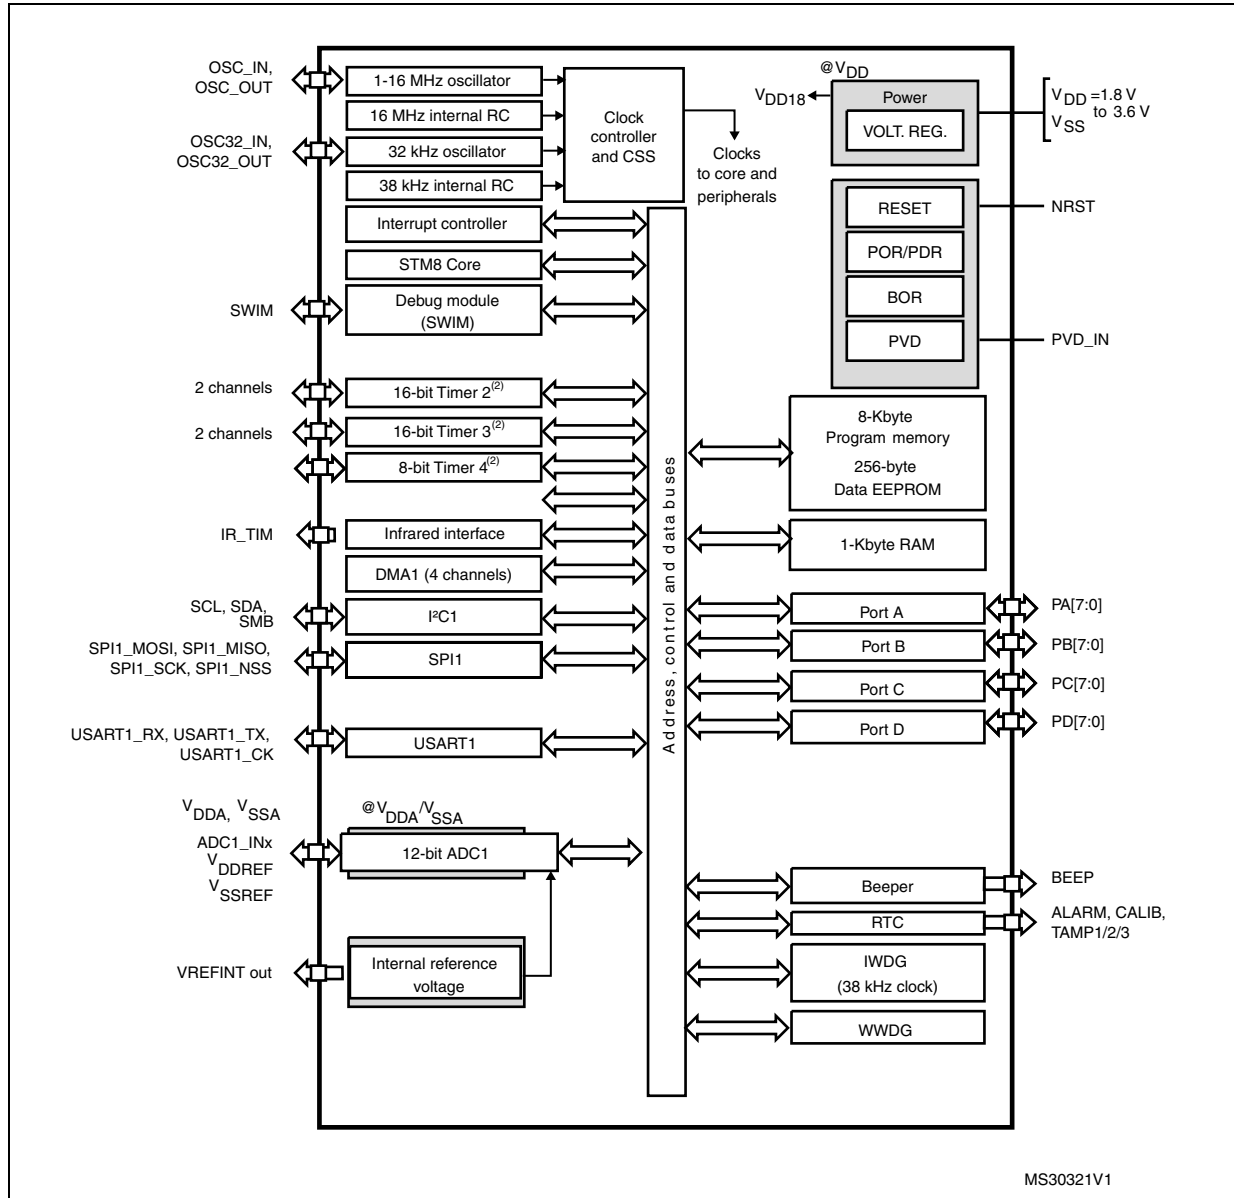 OSC_IN,
OSC_OUT
1-16 MHz oscillator
16 MHz internal RC
OSC32_IN,
OSC32_OUT
32 kHz oscillator
38 kHz internal RC
Clock
controller
and CSS
Clocks
to core and
peripherals
@VDD
VDD18
Power
VOLT. REG.
VDD =1.8 V
to 3.6 V
VSS
RESET
NRST
POR/PDR
BOR
PVD
PVD_IN
Interrupt controller
STM8 Core
SWIM
Debug module
(SWIM)
2 channels
16-bit Timer 2(2)
2 channels
16-bit Timer 3(2)
8-bit Timer 4(2)
IR_TIM
Infrared interface
DMA1 (4 channels)
SCL, SDA,
SMB
I²C1
SPI1_MOSI, SPI1_MISO,
SPI1_SCK, SPI1_NSS
SPI1
USART1_RX, USART1_TX,
USART1_CK
USART1
VDDA, VSSA
@VDDA/VSSA
ADC1_INx
VDDREF
VSSREF
12-bit ADC1
VREFINT out
Internal reference
voltage
Address, control and data buses
8-Kbyte
Program memory
256-byte
Data EEPROM
1-Kbyte RAM
Port A
PA[7:0]
Port B
PB[7:0]
Port C
PC[7:0]
Port D
PD[7:0]
Beeper
BEEP
RTC
ALARM, CALIB,
TAMP1/2/3
IWDG
(38 kHz clock)
WWDG
MS30321V1